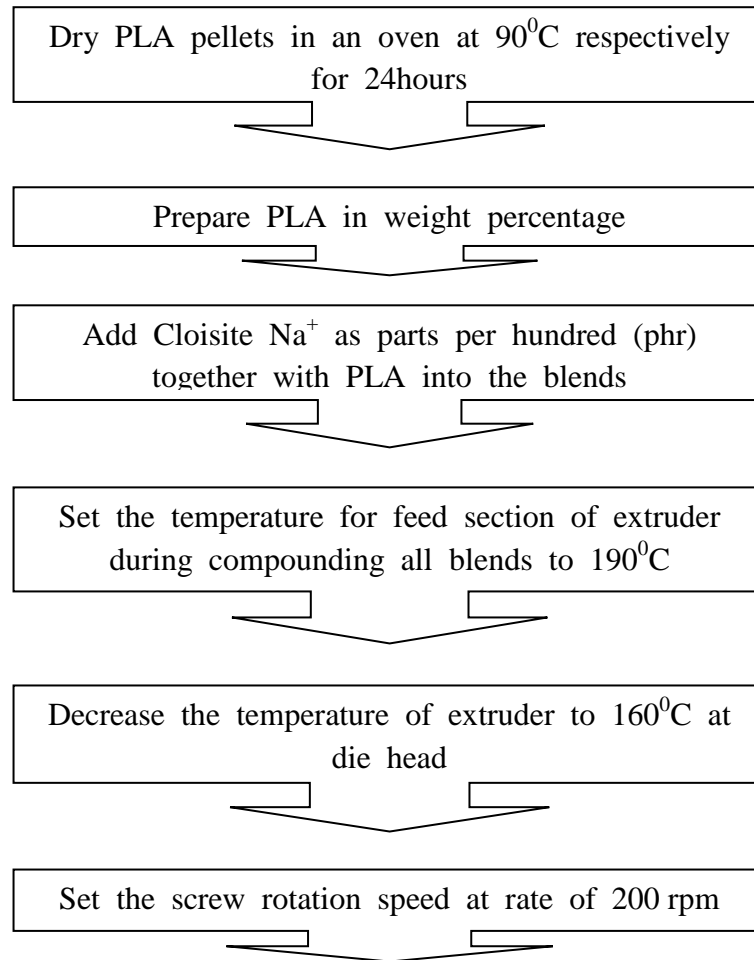 Dry PLA pellets in an oven at 90⁰C respectively
for 24hours
Prepare PLA in weight percentage
Add Cloisite Na⁺ as parts per hundred (phr)
together with PLA into the blends
Set the temperature for feed section of extruder
during compounding all blends to 190⁰C
Decrease the temperature of extruder to 160⁰C at
die head
Set the screw rotation speed at rate of 200 rpm